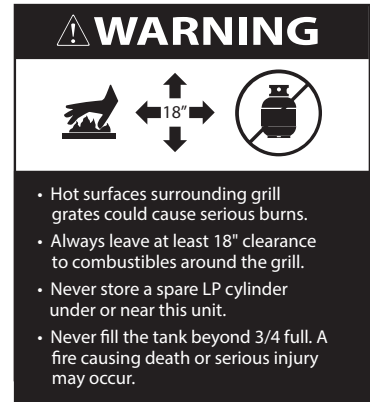 WARNING
18"
• Hot surfaces surrounding grill
grates could cause serious burns.
• Always leave at least 18" clearance
to combustibles around the grill.
• Never store a spare LP cylinder
under or near this unit.
• Never fill the tank beyond 3/4 full. A
fire causing death or serious injury
may occur.